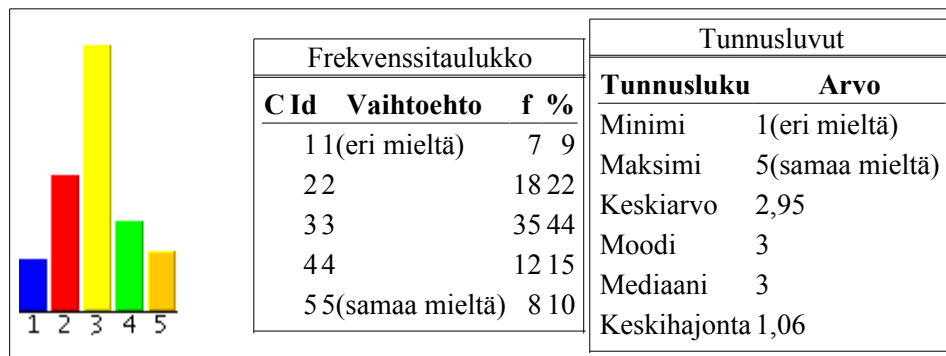 1 2 3 4 5
Frekvenssitaulukko
C Id Vaihtoehto f %
1 1(eri mieltä) 7 9
2 2 18 22
3 3 35 44
4 4 12 15
5 5(samaa mieltä) 8 10
Tunnusluvut
Tunnusluku Arvo
Minimi 1(eri mieltä)
Maksimi 5(samaa mieltä)
Keskiarvo 2,95
Moodi 3
Mediaani 3
Keskihajonta 1,06